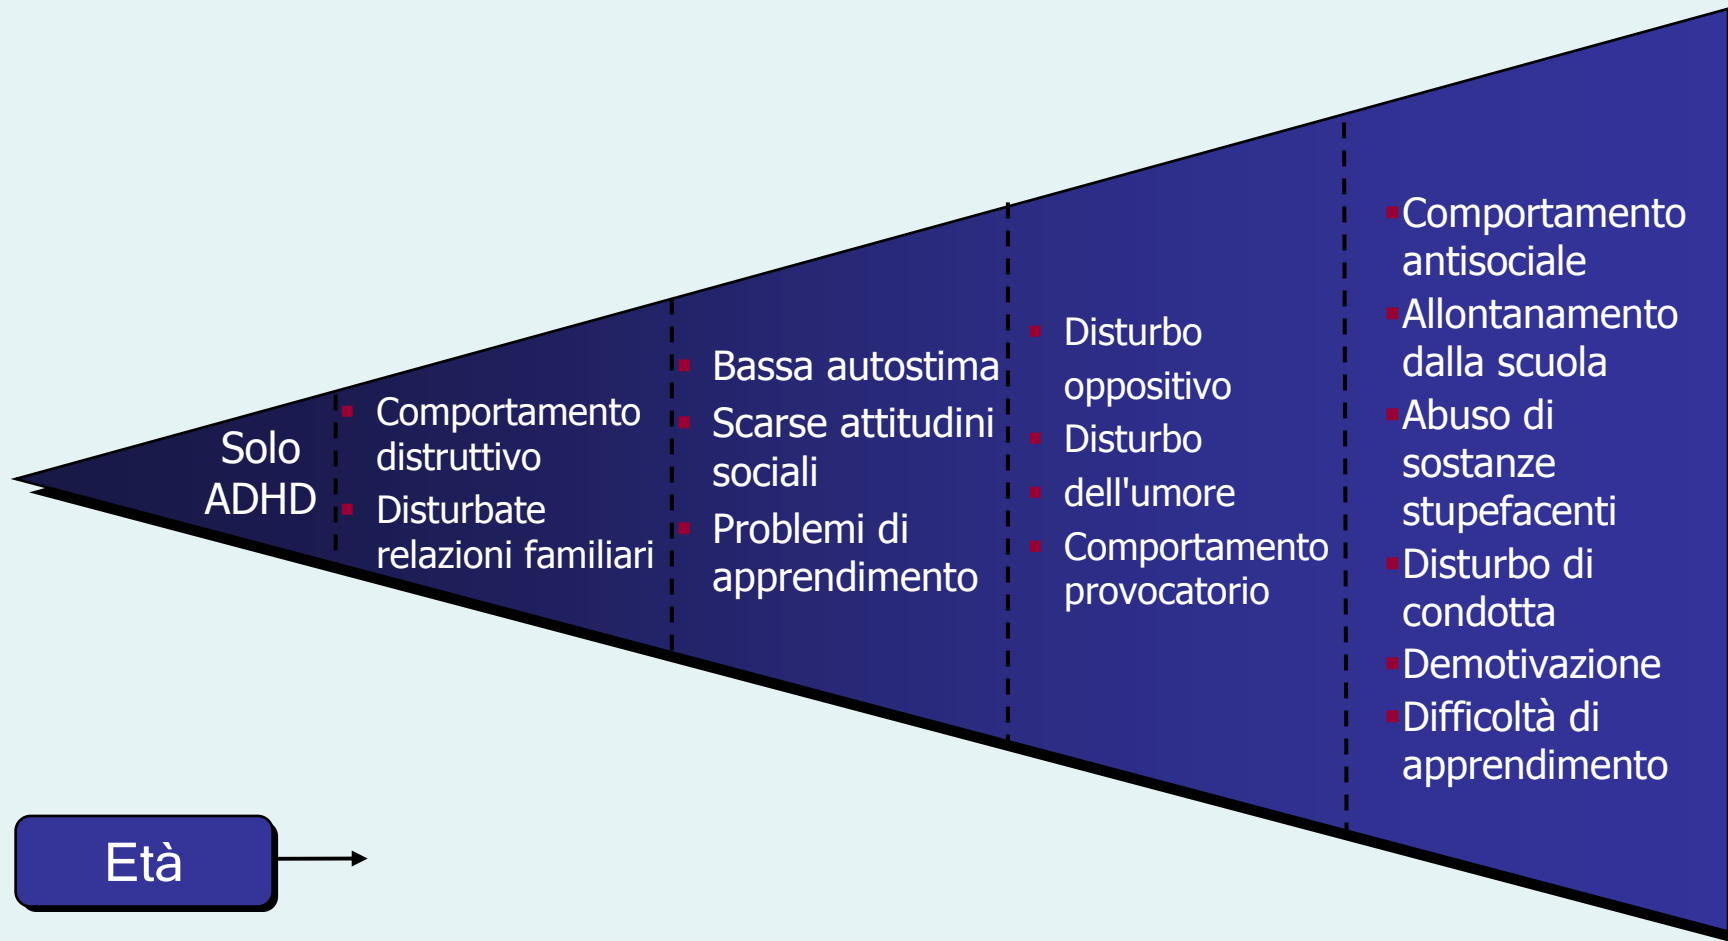 Solo
ADHD
Comportamento
distruttivo
Disturbate
relazioni familiari
Bassa autostima
Scarse attitudini
sociali
Problemi di
apprendimento
Disturbo
oppositivo
Disturbo
dell'umore
Comportamento
provocatorio
Comportamento
antisociale
Allontanamento
dalla scuola
Abuso di
sostanze
stupefacenti
Disturbo di
condotta
Demotivazione
Difficoltà di
apprendimento
Età